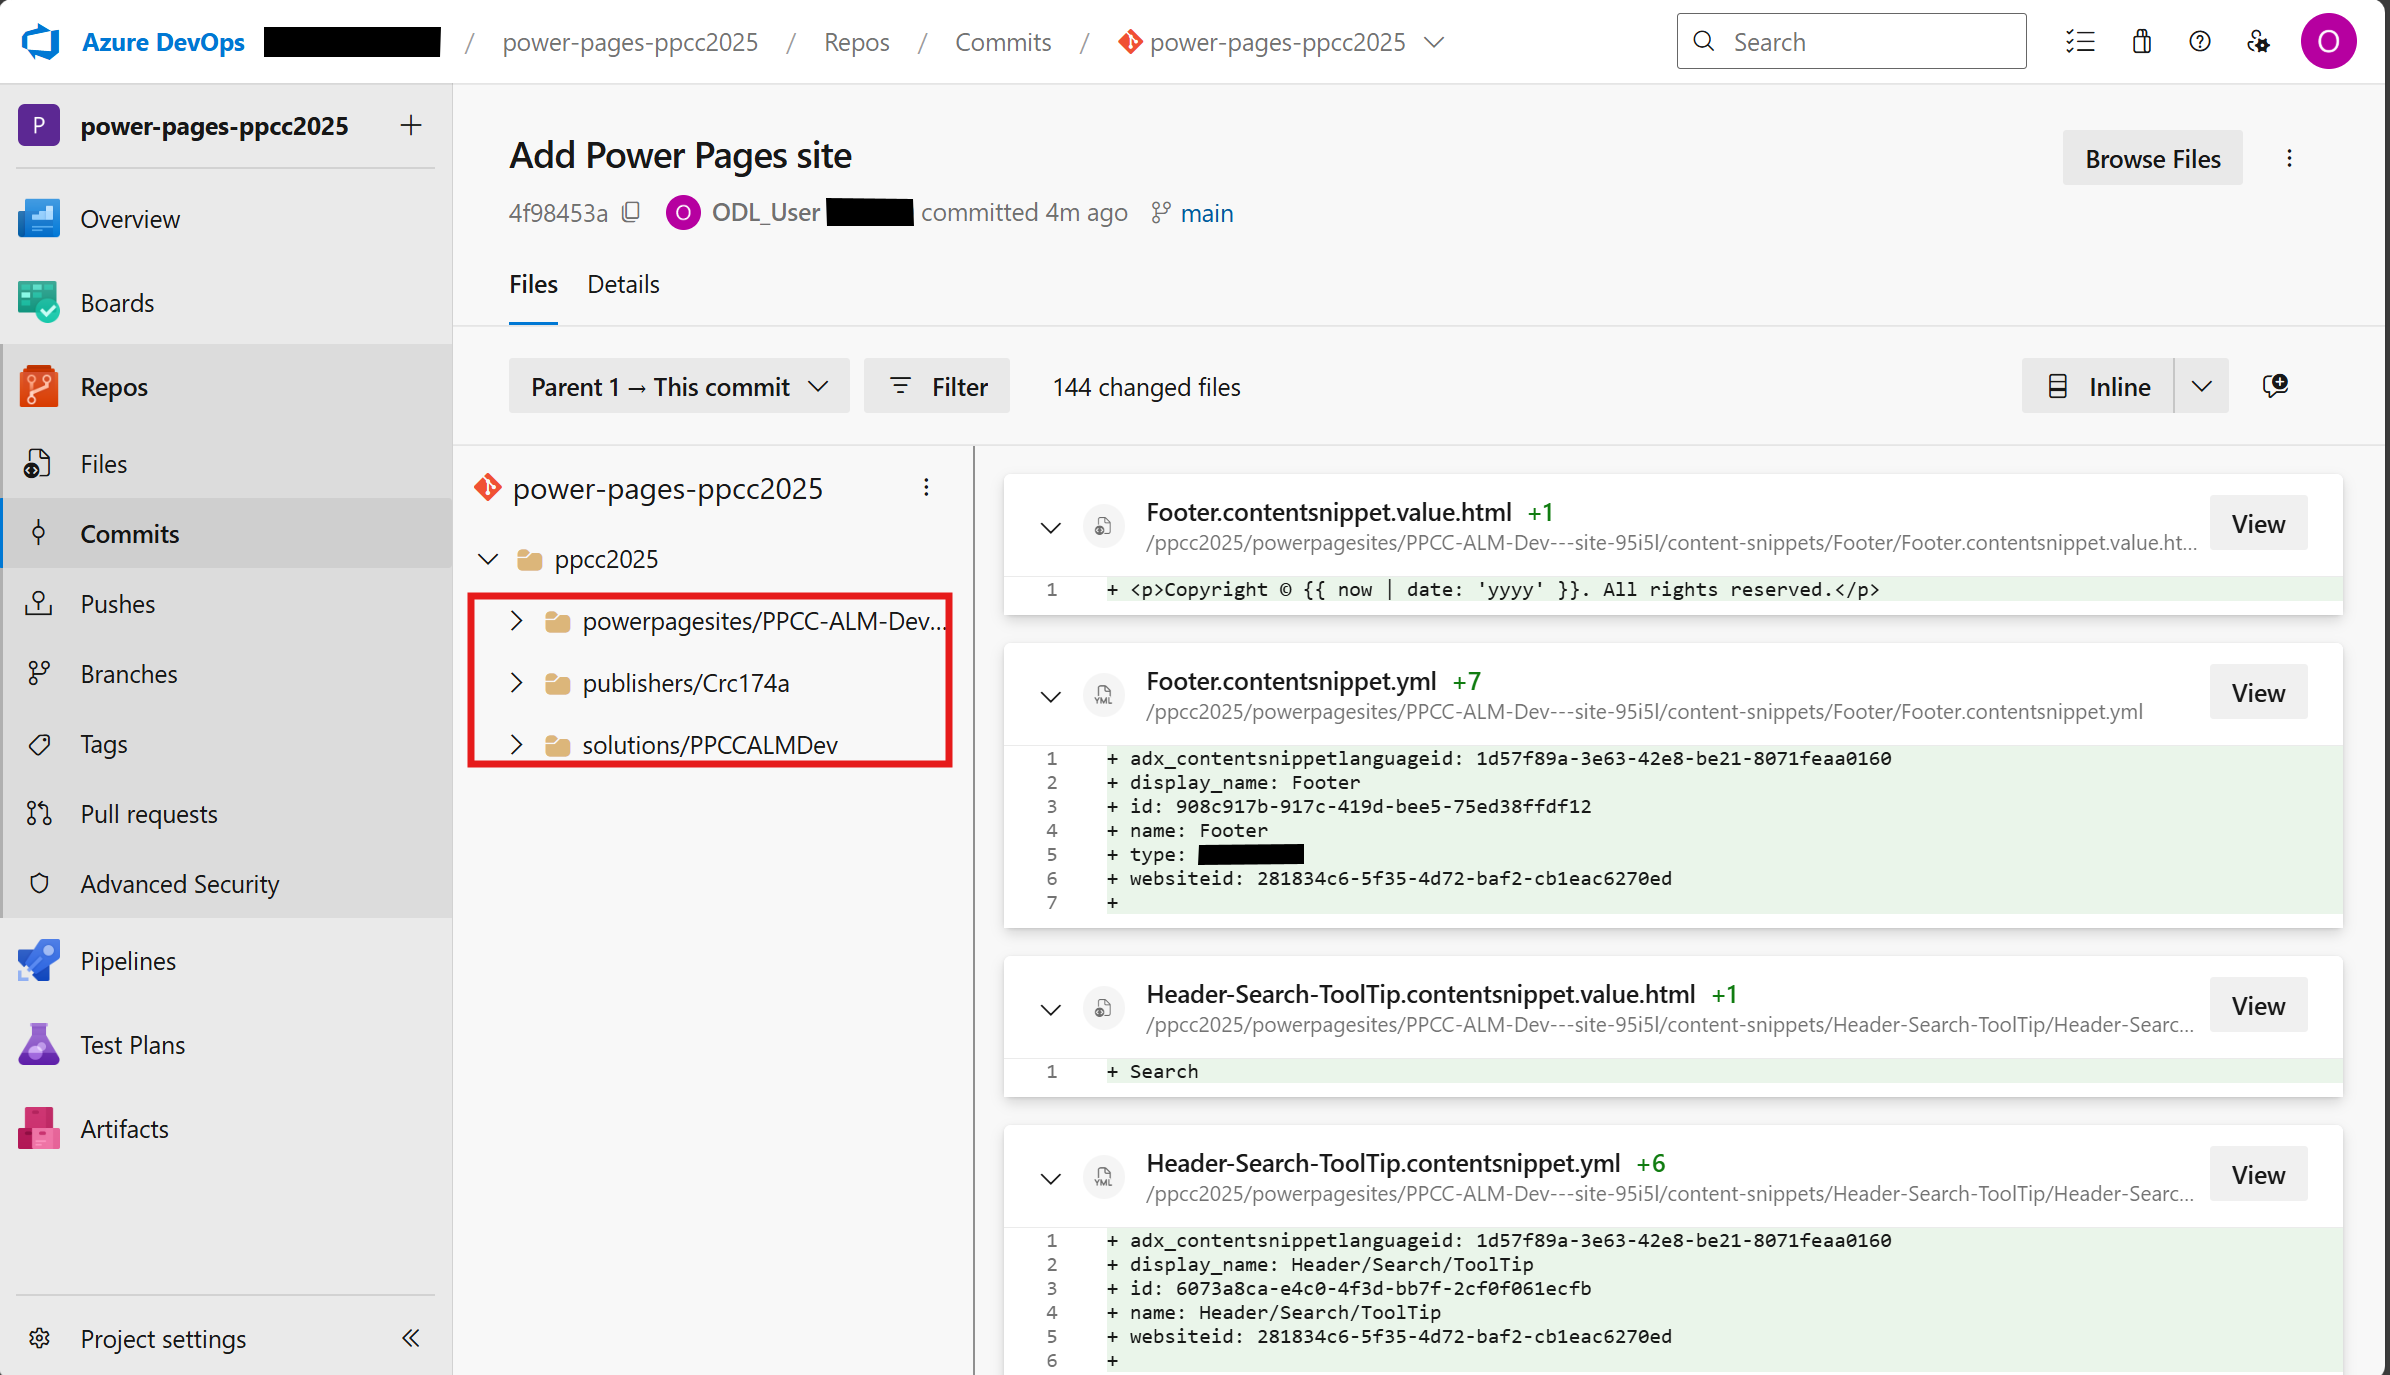 Azure DevOps / power-pages-ppcc2025 / Repos / Commits / power-pages-ppcc2025
Search
O
P power-pages-ppcc2025
Overview
Boards
Repos
Files
Commits
Pushes
Branches
Tags
Pull requests
Advanced Security
Pipelines
Test Plans
Artifacts
Project settings
Add Power Pages site
Browse Files
4f98453a O ODL_User committed 4m ago main
Files Details
Parent 1 → This commit Filter 144 changed files Inline
power-pages-ppcc2025
ppcc2025
powerpagesites/PPCC-ALM-Dev...
publishers/Crc174a
solutions/PPCCALMDev
Footer.contentsnippet.value.html +1
/ppcc2025/powerpagesites/PPCC-ALM-Dev---site-95i5l/content-snippets/Footer/Footer.contentsnippet.value.ht...
View
1 + <p>Copyright © {{ now | date: 'yyyy' }}. All rights reserved.</p>
Footer.contentsnippet.yml +7
/ppcc2025/powerpagesites/PPCC-ALM-Dev---site-95i5l/content-snippets/Footer/Footer.contentsnippet.yml
YML
View
1 + adx_contentsnippetlanguageid: 1d57f89a-3e63-42e8-be21-8071feaa0160
2 + display_name: Footer
3 + id: 908c917b-917c-419d-bee5-75ed38ffdf12
4 + name: Footer
5 + type:
6 + websiteid: 281834c6-5f35-4d72-baf2-cb1eac6270ed
7 +
Header-Search-ToolTip.contentsnippet.value.html +1
/ppcc2025/powerpagesites/PPCC-ALM-Dev---site-95i5l/content-snippets/Header-Search-ToolTip/Header-Searc...
View
1 + Search
Header-Search-ToolTip.contentsnippet.yml +6
/ppcc2025/powerpagesites/PPCC-ALM-Dev---site-95i5l/content-snippets/Header-Search-ToolTip/Header-Searc...
YML
View
1 + adx_contentsnippetlanguageid: 1d57f89a-3e63-42e8-be21-8071feaa0160
2 + display_name: Header/Search/ToolTip
3 + id: 6073a8ca-e4c0-4f3d-bb7f-2cf0f061ecfb
4 + name: Header/Search/ToolTip
5 + websiteid: 281834c6-5f35-4d72-baf2-cb1eac6270ed
6 +